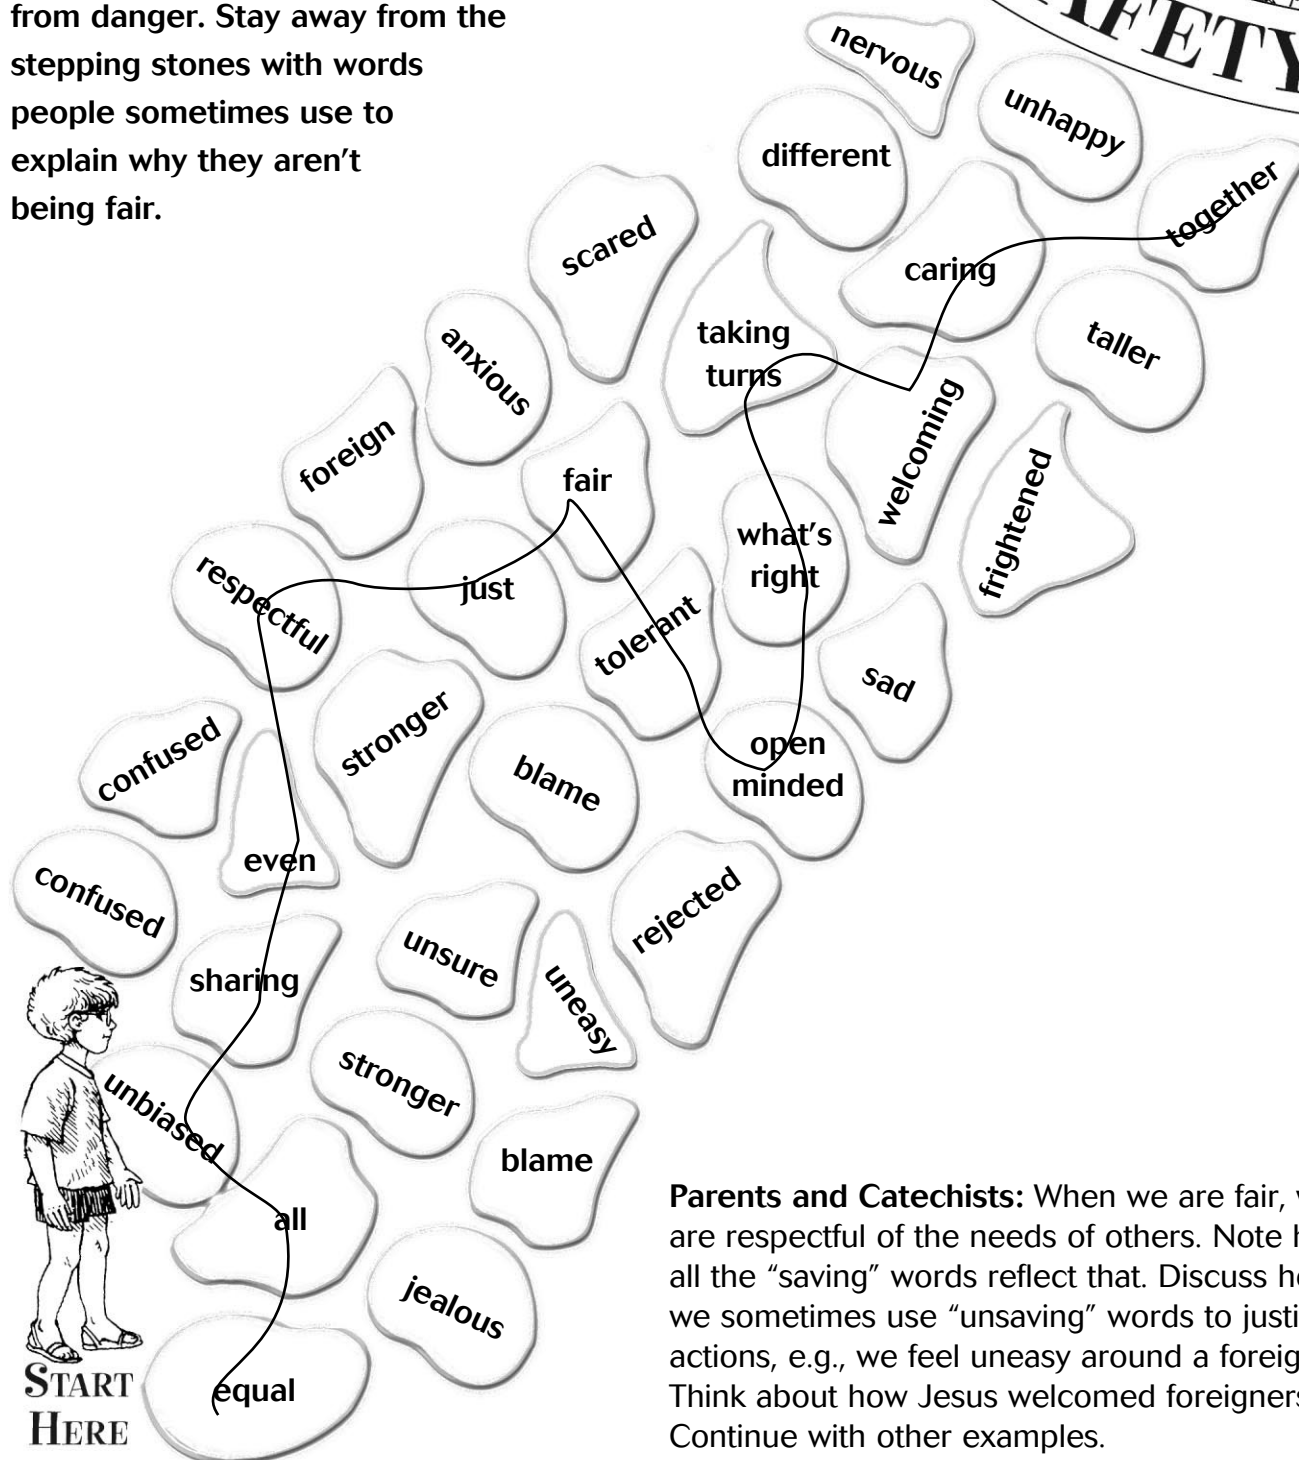 from danger. Stay away from the
stepping stones with words
people sometimes use to
explain why they aren't
being fair.
SAFETY
nervous
unhappy
different
together
scared
caring
taking
turns
taller
anxious
foreign
fair
welcoming
frightened
what's
right
respectful
just
tolerant
sad
stronger
confused
blame
open
minded
even
confused
rejected
unsure
sharing
uneasy
stronger
unbiased
blame
all
jealous
equal
START
HERE
Parents and Catechists: When we are fair,
are respectful of the needs of others. Note
all the “saving” words reflect that. Discuss
we sometimes use “unsaving” words to
actions, e.g., we feel uneasy around a
Think about how Jesus welcomed foreigners
Continue with other examples.